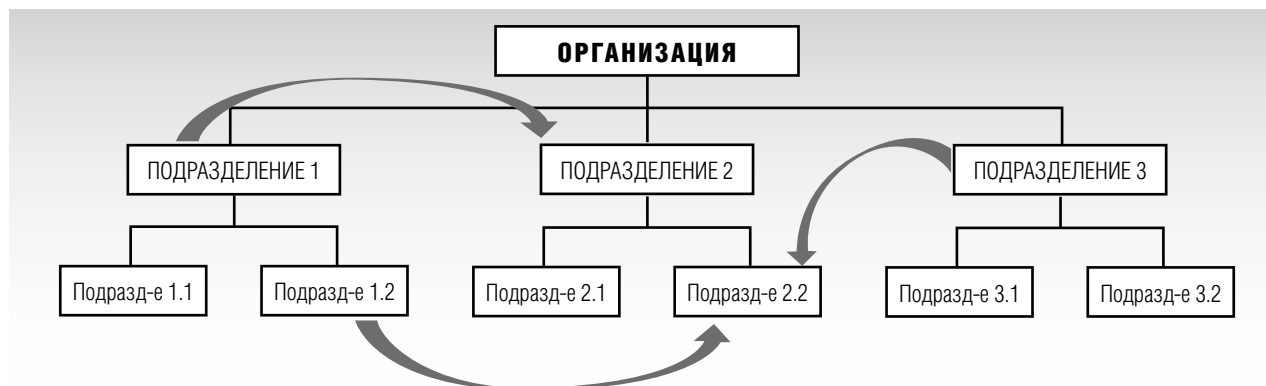 ОРГАНИЗАЦИЯ
ПОДРАЗДЕЛЕНИЕ 1
ПОДРАЗДЕЛЕНИЕ 2
ПОДРАЗДЕЛЕНИЕ 3
Подразд-е 1.1
Подразд-е 1.2
Подразд-е 2.1
Подразд-е 2.2
Подразд-е 3.1
Подразд-е 3.2